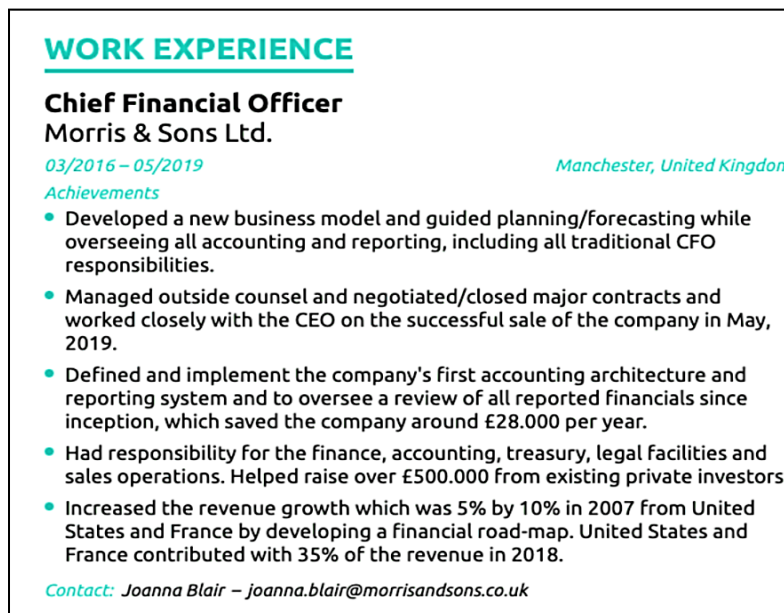 WORK EXPERIENCE
Chief Financial Officer
Morris & Sons Ltd.
03/2016 – 05/2019 Manchester, United Kingdom
Achievements
• Developed a new business model and guided planning/forecasting while
overseeing all accounting and reporting, including all traditional CFO
responsibilities.
• Managed outside counsel and negotiated/closed major contracts and
worked closely with the CEO on the successful sale of the company in May,
2019.
• Defined and implement the company's first accounting architecture and
reporting system and to oversee a review of all reported financials since
inception, which saved the company around £28.000 per year.
• Had responsibility for the finance, accounting, treasury, legal facilities and
sales operations. Helped raise over £500.000 from existing private investors
• Increased the revenue growth which was 5% by 10% in 2007 from United
States and France by developing a financial road-map. United States and
France contributed with 35% of the revenue in 2018.
Contact: Joanna Blair – joanna.blair@morrisandsons.co.uk